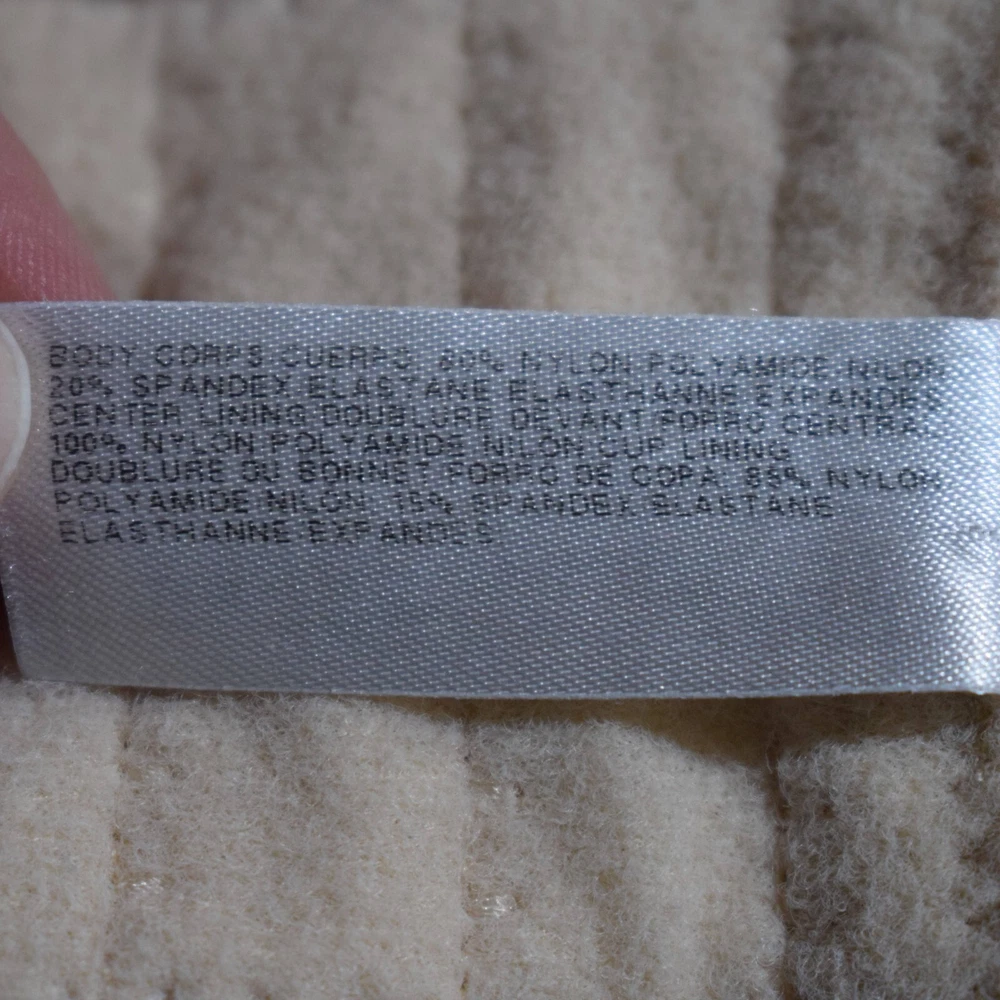 BODY CORPS CUERPO 80% NYLON POLYAMIDE NILON
20% SPANDEX ELASTANE ELASTHANNE EXPANDEX
CENTER LINING DOUBLURE DEVANT FORRO CENTRAL
100% NYLON POLYAMIDE NILON CUP LINING
DOUBLURE DU BONNET FORRO DE COPA 85% NYLON
POLYAMIDE NILON 15% SPANDEX ELASTANE
ELASTHANNE EXPANDES